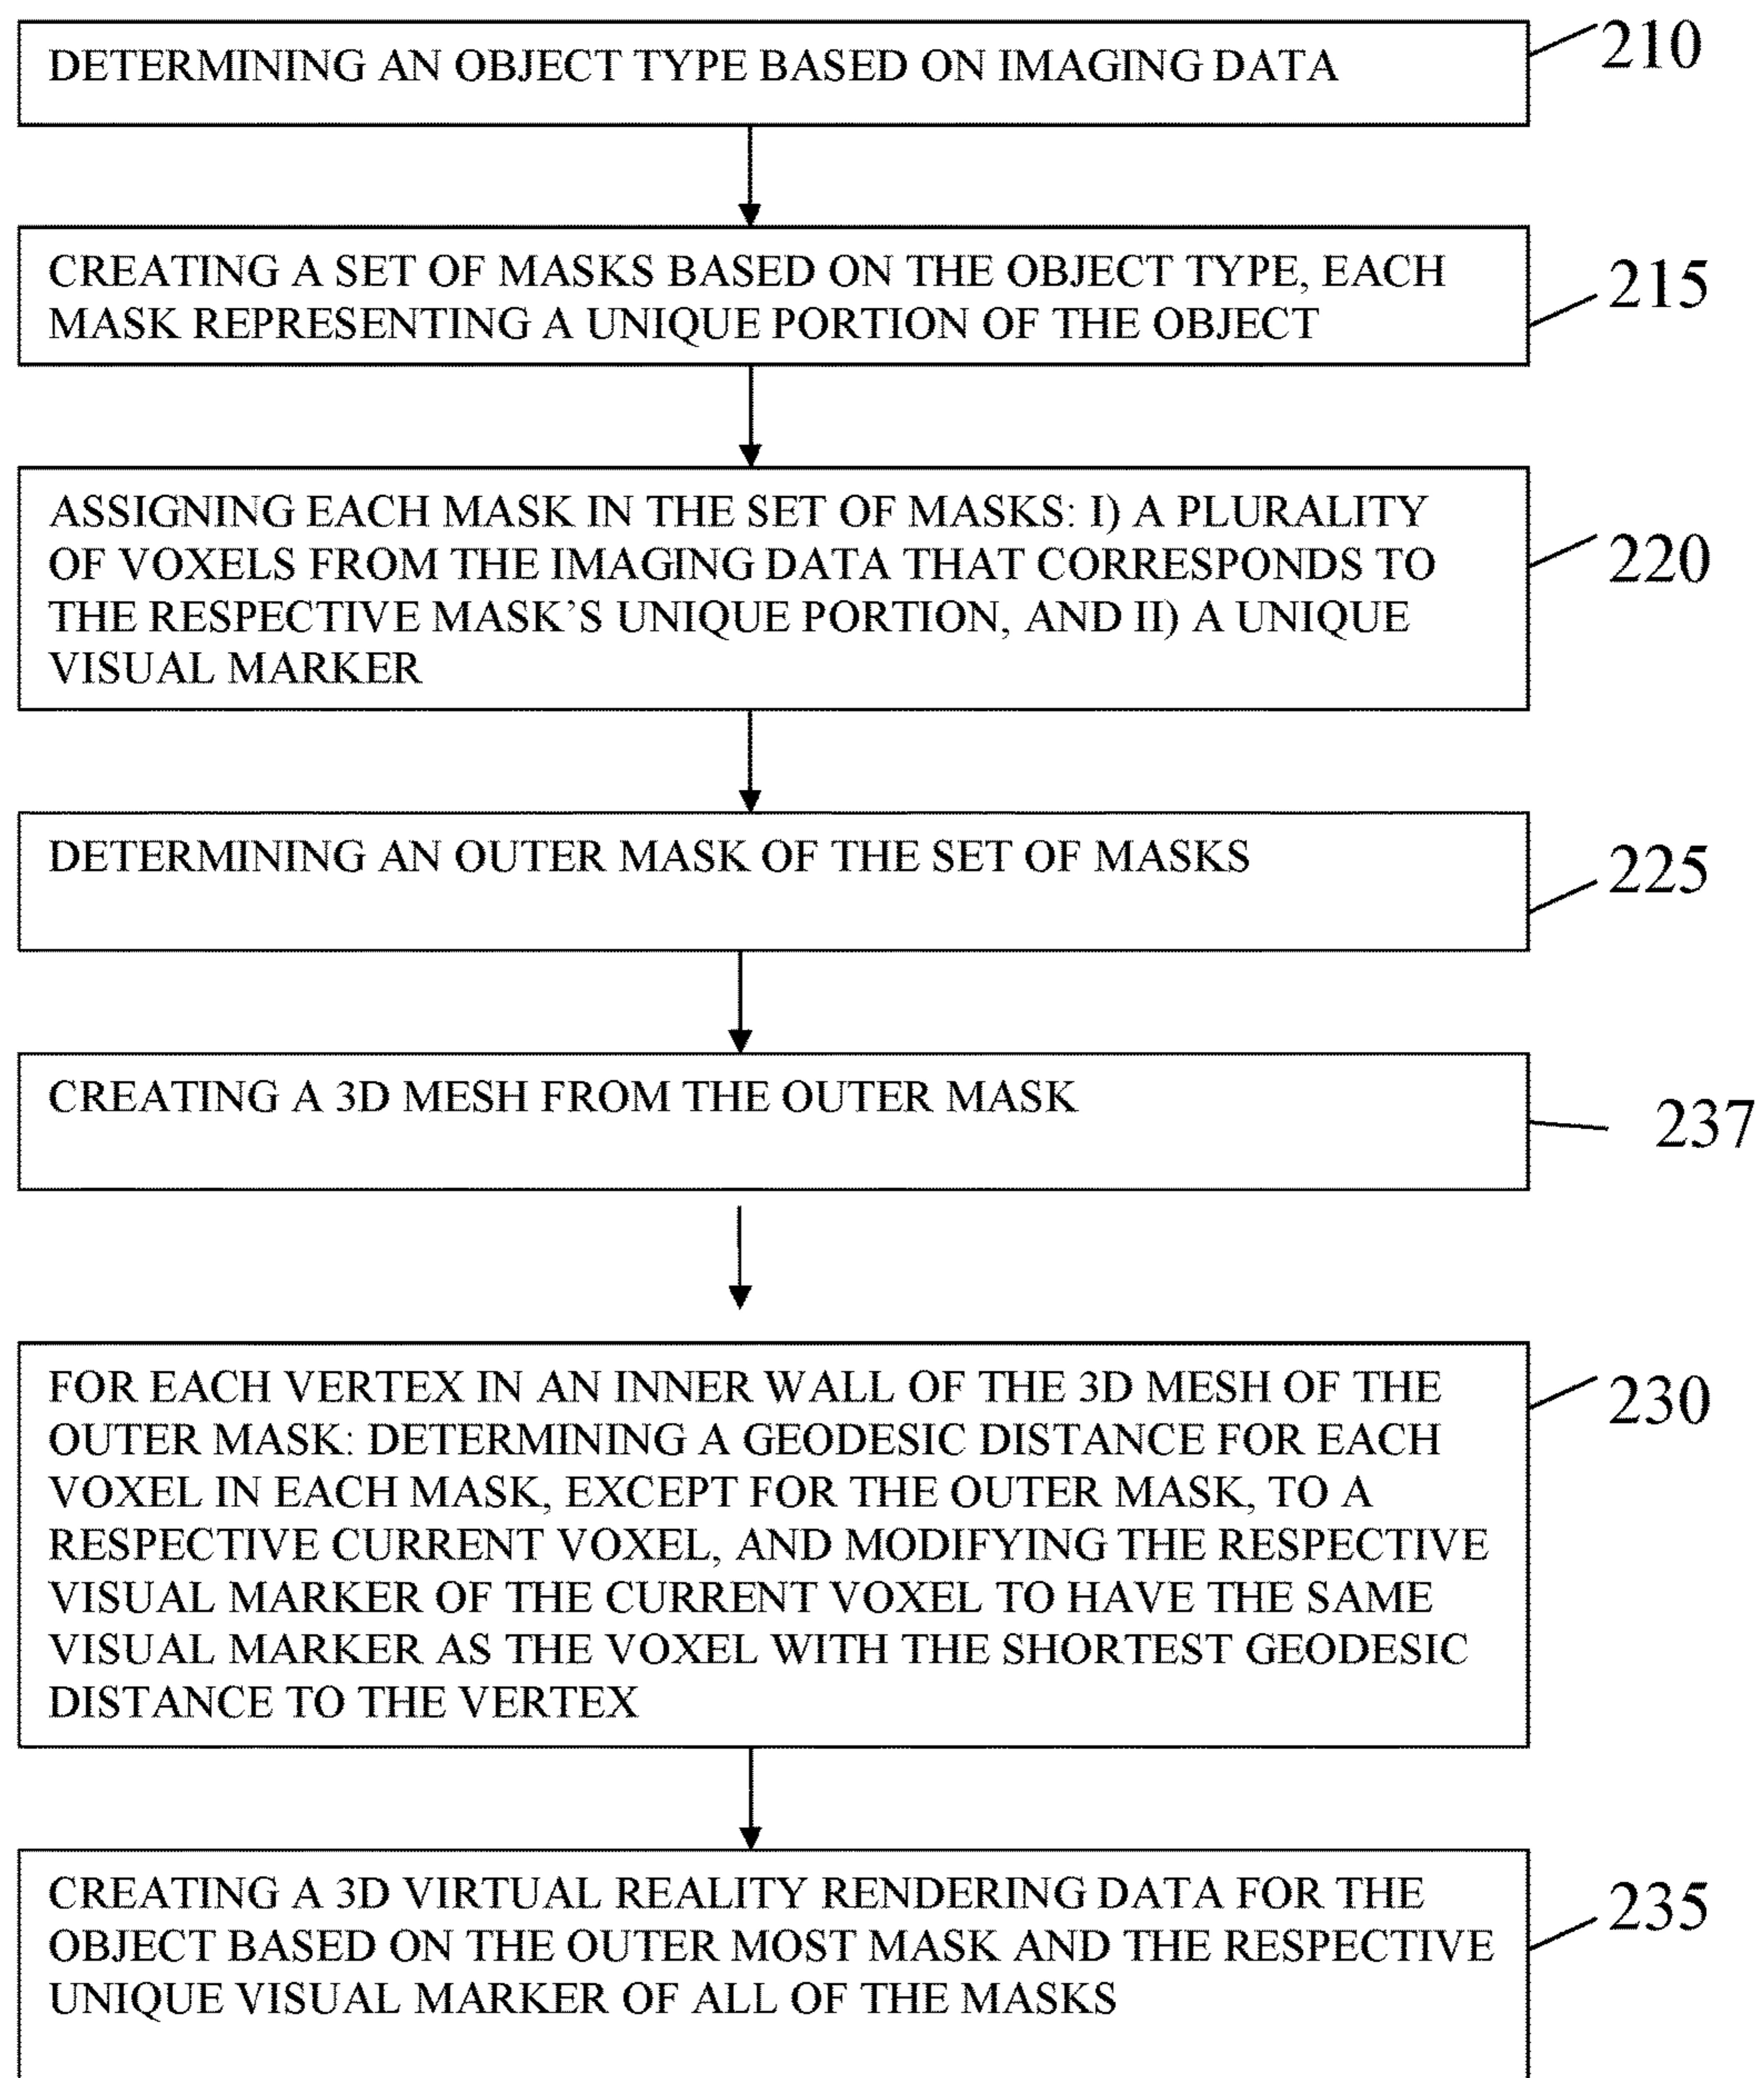 DETERMINING AN OBJECT TYPE BASED ON IMAGING DATA
210
CREATING A SET OF MASKS BASED ON THE OBJECT TYPE, EACH
MASK REPRESENTING A UNIQUE PORTION OF THE OBJECT
215
ASSIGNING EACH MASK IN THE SET OF MASKS: I) A PLURALITY
OF VOXELS FROM THE IMAGING DATA THAT CORRESPONDS TO
THE RESPECTIVE MASK’S UNIQUE PORTION, AND II) A UNIQUE
VISUAL MARKER
220
DETERMINING AN OUTER MASK OF THE SET OF MASKS
225
CREATING A 3D MESH FROM THE OUTER MASK
237
FOR EACH VERTEX IN AN INNER WALL OF THE 3D MESH OF THE
OUTER MASK: DETERMINING A GEODESIC DISTANCE FOR EACH
VOXEL IN EACH MASK, EXCEPT FOR THE OUTER MASK, TO A
RESPECTIVE CURRENT VOXEL, AND MODIFYING THE RESPECTIVE
VISUAL MARKER OF THE CURRENT VOXEL TO HAVE THE SAME
VISUAL MARKER AS THE VOXEL WITH THE SHORTEST GEODESIC
DISTANCE TO THE VERTEX
230
CREATING A 3D VIRTUAL REALITY RENDERING DATA FOR THE
OBJECT BASED ON THE OUTER MOST MASK AND THE RESPECTIVE
UNIQUE VISUAL MARKER OF ALL OF THE MASKS
235